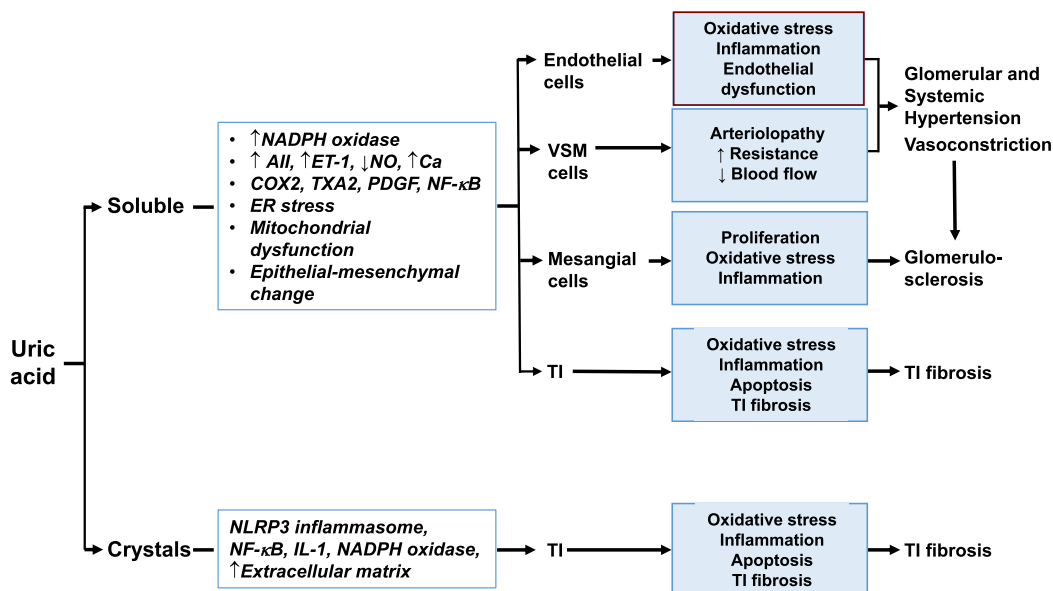 Uric
acid
Soluble
• ↑NADPH oxidase
• ↑ AII, ↑ET-1, ↓NO, ↑Ca
• COX2, TXA2, PDGF, NF-κB
• ER stress
• Mitochondrial
dysfunction
• Epithelial-mesenchymal
change
Endothelial
cells
Oxidative stress
Inflammation
Endothelial
dysfunction
VSM
cells
Arteriolopathy
↑ Resistance
↓ Blood flow
Glomerular and
Systemic
Hypertension
Vasoconstriction
Mesangial
cells
Proliferation
Oxidative stress
Inflammation
Glomerulo-
sclerosis
TI
Oxidative stress
Inflammation
Apoptosis
TI fibrosis
TI fibrosis
Crystals
NLRP3 inflammasome,
NF-κB, IL-1, NADPH oxidase,
↑Extracellular matrix
TI
Oxidative stress
Inflammation
Apoptosis
TI fibrosis
TI fibrosis